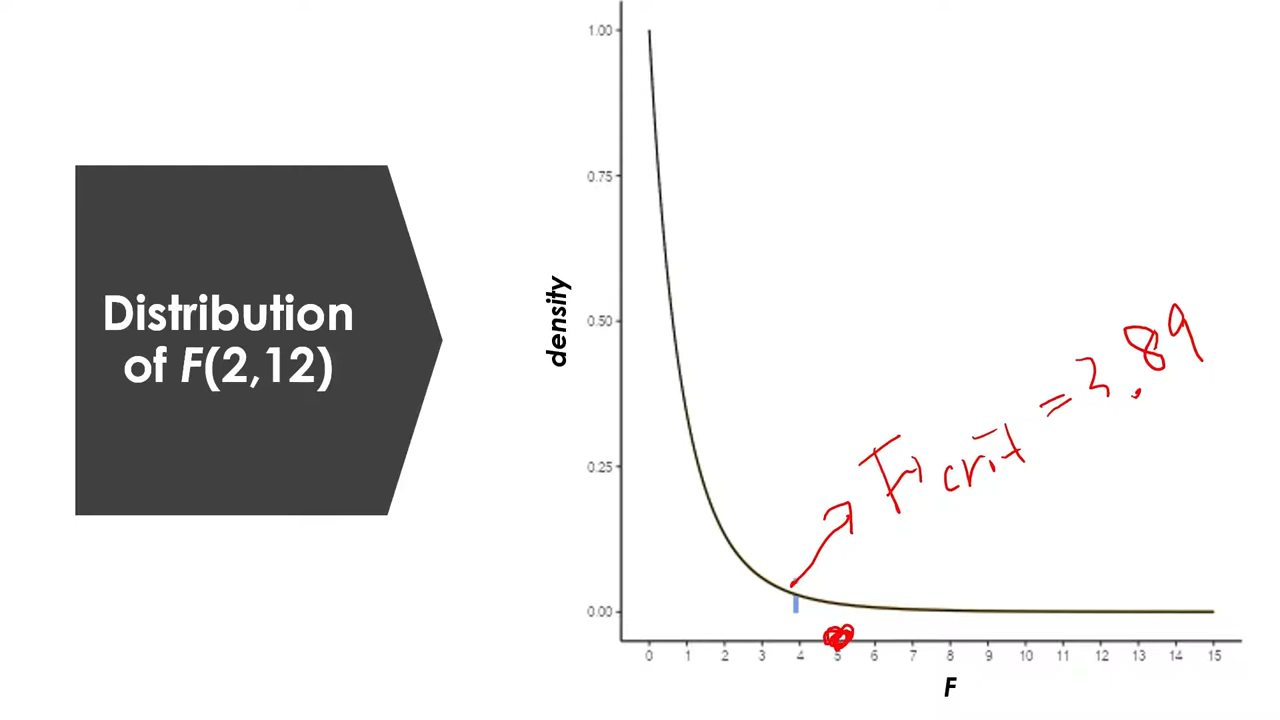 Distribution
of F(2,12)
density
1.00
0.75
0.50
0.25
0.00
F crit = 3.89
0 1 2 3 4 5 6 7 8 9 10 11 12 13 14 15
F